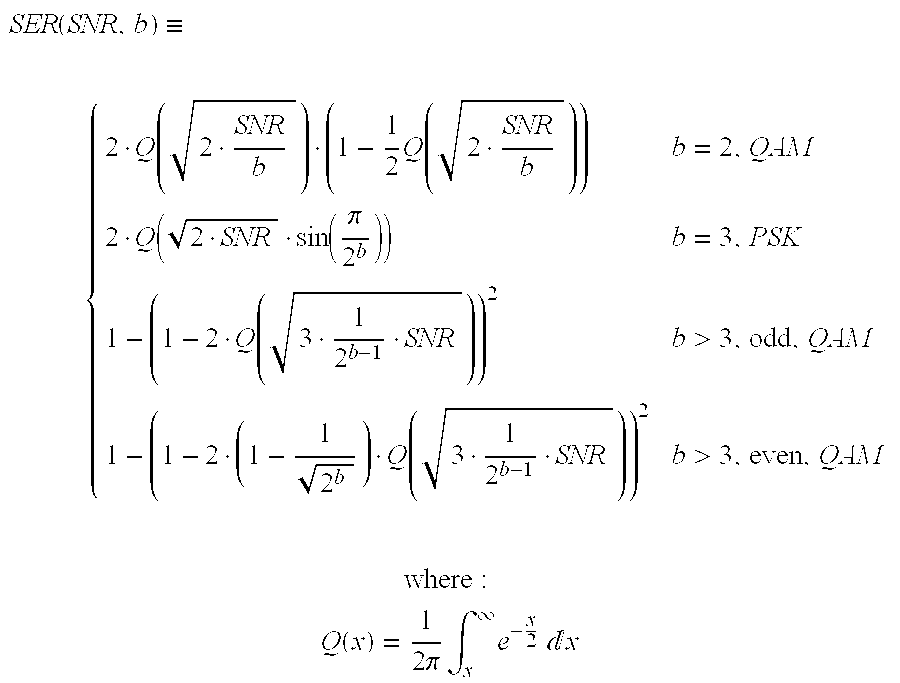 SER(SNR, b) ≡
2 · Q(√(2 · SNR/b)) · (1 − 1/2 Q(√(2 · SNR/b))) b = 2, QAM
2 · Q(√(2 · SNR) · sin(π/2^b)) b = 3, PSK
1 − (1 − 2 · Q(√(3 · 1/2^(b−1) · SNR)))^2 b > 3, odd, QAM
1 − (1 − 2 · (1 − 1/√(2^b)) · Q(√(3 · 1/2^(b−1) · SNR)))^2 b > 3, even, QAM
where :
Q(x) = 1/2π ∫_x^∞ e^(−x/2) dx